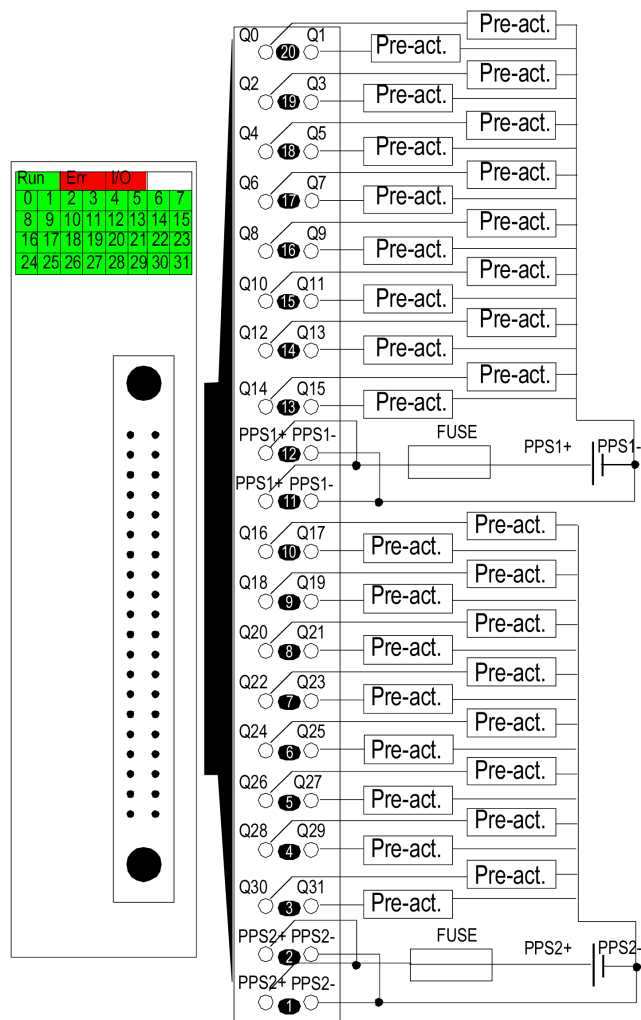 Pre-act.
Q0 Q1
20
Pre-act.
Pre-act.
Q2 Q3
19
Pre-act.
Pre-act.
Q4 Q5
18
Pre-act.
Pre-act.
Q6 Q7
17
Pre-act.
Pre-act.
Q8 Q9
16
Pre-act.
Pre-act.
Q10 Q11
15
Pre-act.
Pre-act.
Q12 Q13
14
Pre-act.
Pre-act.
Q14 Q15
13
Pre-act.
PPS1+ PPS1- FUSE PPS1+ PPS1-
12
PPS1+ PPS1-
11
Pre-act.
Q16 Q17
10
Pre-act.
Pre-act.
Q18 Q19
9
Pre-act.
Pre-act.
Q20 Q21
8
Pre-act.
Pre-act.
Q22 Q23
7
Pre-act.
Pre-act.
Q24 Q25
6
Pre-act.
Pre-act.
Q26 Q27
5
Pre-act.
Pre-act.
Q28 Q29
4
Pre-act.
Pre-act.
Q30 Q31
3
Pre-act.
PPS2+ PPS2- FUSE PPS2+ PPS2-
2
PPS2+ PPS2-
1
Run Err I/O
0 1 2 3 4 5 6 7
8 9 10 11 12 13 14 15
16 17 18 19 20 21 22 23
24 25 26 27 28 29 30 31